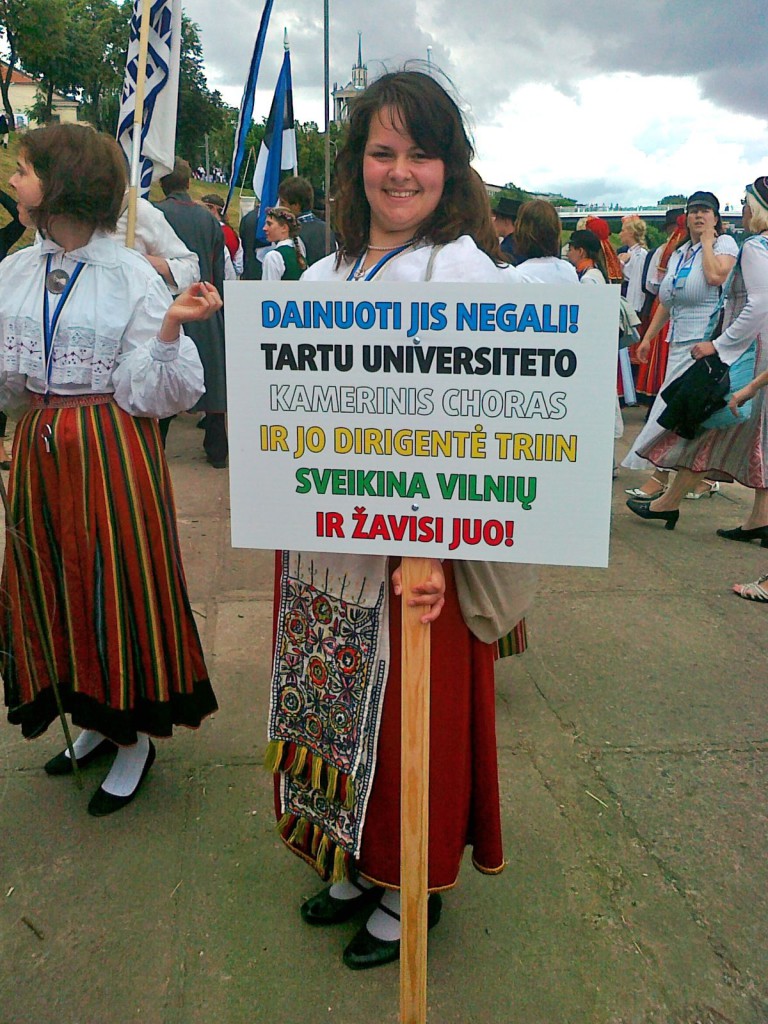 DAINUOTI JIS NEGALI!
TARTU UNIVERSITETO
KAMERINIS CHORAS
IR JO DIRIGENTĖ TRIIN
SVEIKINA VILNIŲ
IR ŽAVISI JUO!